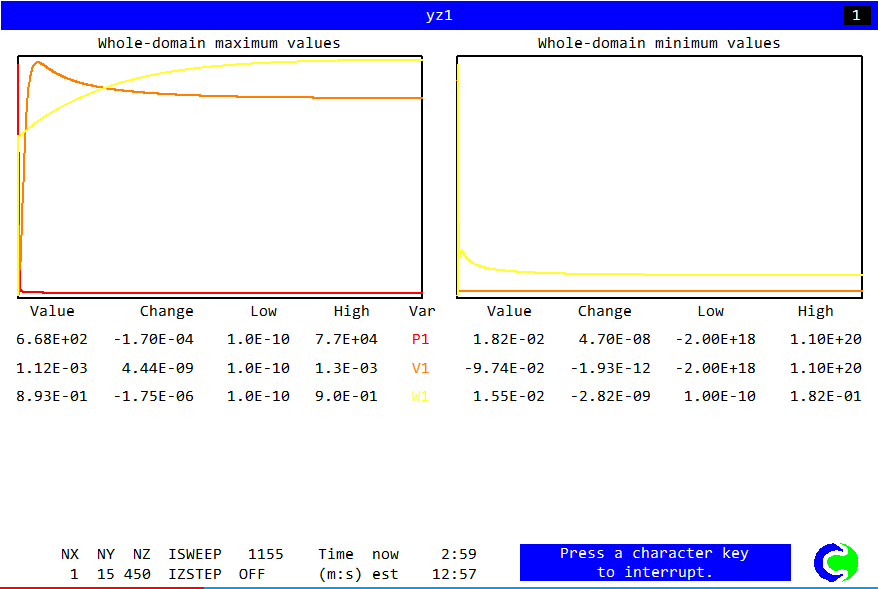 yz1 1
Whole-domain maximum values Whole-domain minimum values
Value Change Low High Var Value Change Low High
6.68E+02 -1.70E-04 1.0E-10 7.7E+04 P1 1.82E-02 4.70E-08 -2.00E+18 1.10E+20
1.12E-03 4.44E-09 1.0E-10 1.3E-03 V1 -9.74E-02 -1.93E-12 -2.00E+18 1.10E+20
8.93E-01 -1.75E-06 1.0E-10 9.0E-01 W1 1.55E-02 -2.82E-09 1.00E-10 1.82E-01
NX NY NZ ISWEEP 1155 Time now 2:59 Press a character key
1 15 450 IZSTEP OFF (m:s) est 12:57 to interrupt.